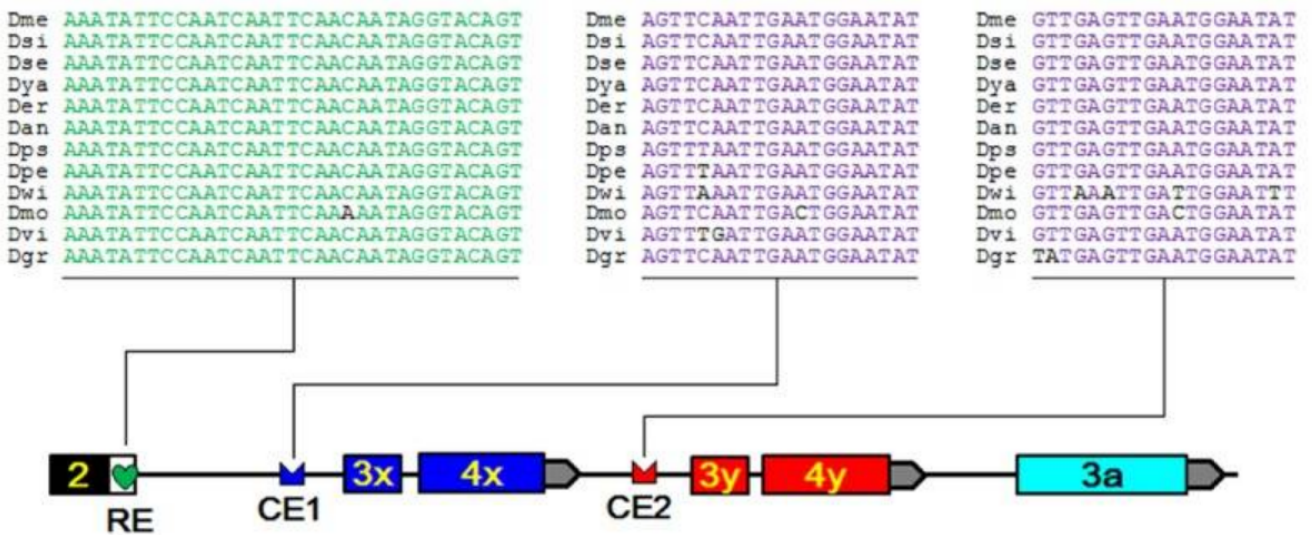 Dme AAATATTCCAATCAATTCAACAATAGGTACAGT
Dsi AAATATTCCAATCAATTCAACAATAGGTACAGT
Dse AAATATTCCAATCAATTCAACAATAGGTACAGT
Dya AAATATTCCAATCAATTCAACAATAGGTACAGT
Der AAATATTCCAATCAATTCAACAATAGGTACAGT
Dan AAATATTCCAATCAATTCAACAATAGGTACAGT
Dps AAATATTCCAATCAATTCAACAATAGGTACAGT
Dpe AAATATTCCAATCAATTCAACAATAGGTACAGT
Dwi AAATATTCCAATCAATTCAACAATAGGTACAGT
Dmo AAATATTCCAATCAATTCAAAAATAGGTACAGT
Dvi AAATATTCCAATCAATTCAACAATAGGTACAGT
Dgr AAATATTCCAATCAATTCAACAATAGGTACAGT
Dme AGTTCAATTGAATGGAATAT
Dsi AGTTCAATTGAATGGAATAT
Dse AGTTCAATTGAATGGAATAT
Dya AGTTCAATTGAATGGAATAT
Der AGTTCAATTGAATGGAATAT
Dan AGTTCAATTGAATGGAATAT
Dps AGTTTAATTGAATGGAATAT
Dpe AGTTTAATTGAATGGAATAT
Dwi AGTTAAATTGAATGGAATAT
Dmo AGTTCAATTGACTGGAATAT
Dvi AGTTTGATTGAATGGAATAT
Dgr AGTTCAATTGAATGGAATAT
Dme GTTGAGTTGAATGGAATAT
Dsi GTTGAGTTGAATGGAATAT
Dse GTTGAGTTGAATGGAATAT
Dya GTTGAGTTGAATGGAATAT
Der GTTGAGTTGAATGGAATAT
Dan GTTGAGTTGAATGGAATAT
Dps GTTGAGTTGAATGGAATAT
Dpe GTTGAGTTGAATGGAATAT
Dwi GTTAAATTGATTGGAATTT
Dmo GTTGAGTTGACTGGAATAT
Dvi GTTGAGTTGAATGGAATAT
Dgr TATGAGTTGAATGGAATAT
2 3x 4x 3y 4y 3a
RE CE1 CE2